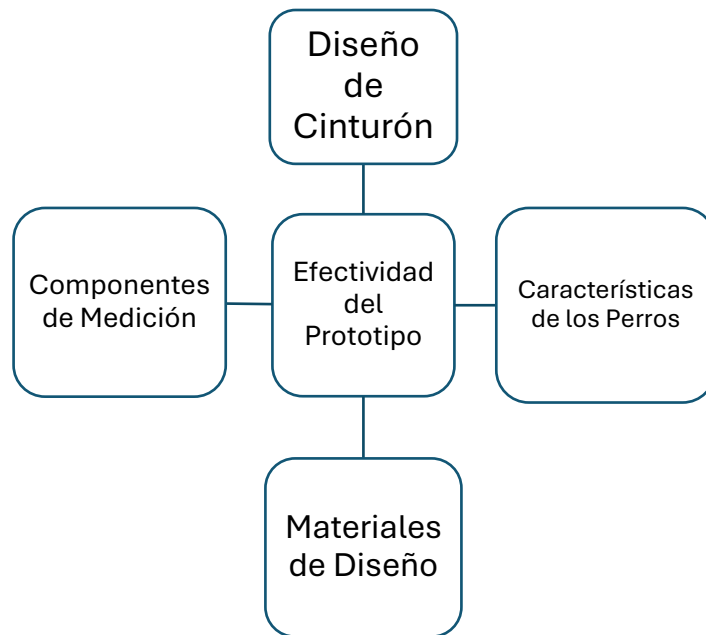 Diseño
de
Cinturón
Componentes
de Medición
Efectividad
del
Prototipo
Características
de los Perros
Materiales
de Diseño